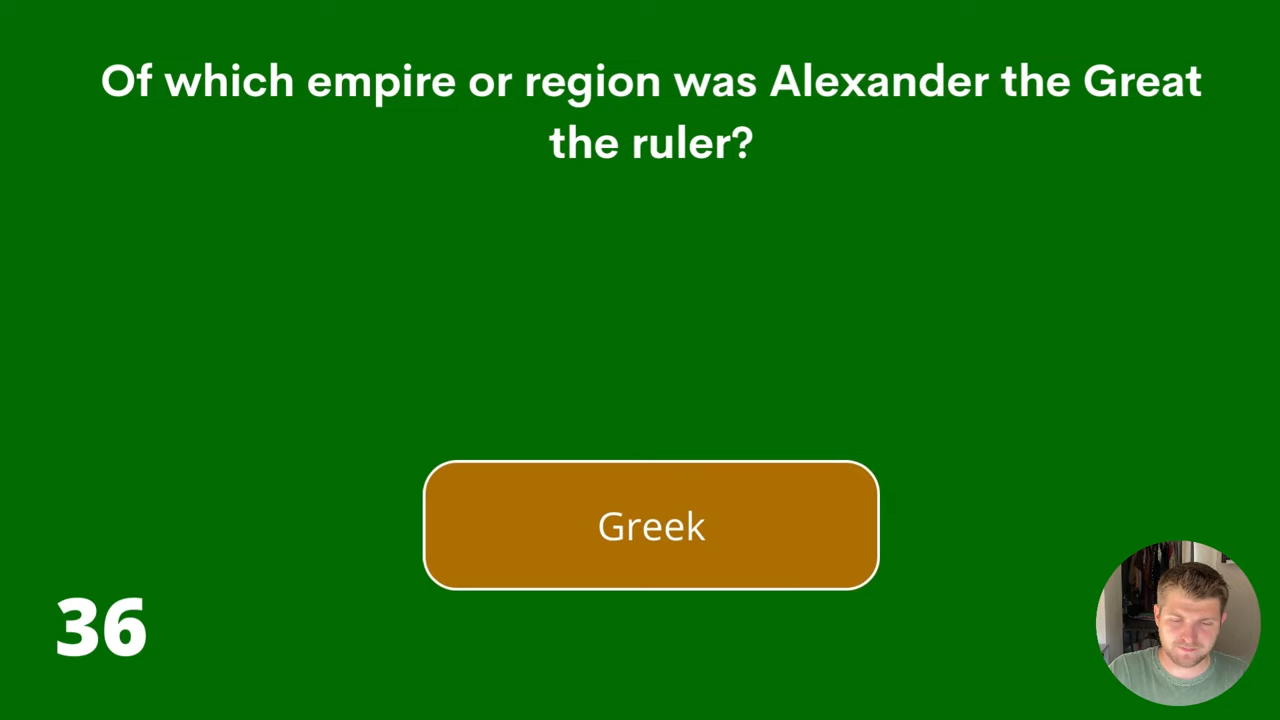 Of which empire or region was Alexander the Great
the ruler?
Greek
36